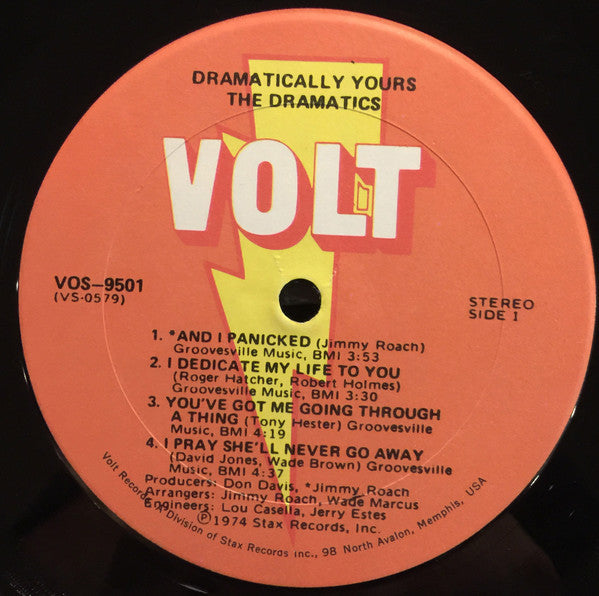 DRAMATICALLY YOURS
THE DRAMATICS
VOLT
VOS-9501
(VS-0579)
STEREO
SIDE I
1. *AND I PANICKED (Jimmy Roach)
Groovesville Music, BMI 3:53
2. I DEDICATE MY LIFE TO YOU
(Roger Hatcher, Robert Holmes)
Groovesville Music, BMI 3:30
3. YOU'VE GOT ME GOING THROUGH
A THING (Tony Hester) Groovesville
Music, BMI 4:19
4. I PRAY SHE'LL NEVER GO AWAY
(David Jones, Wade Brown) Groovesville
Music, BMI 4:37
Producers: Don Davis, *Jimmy Roach
Arrangers: Jimmy Roach, Wade Marcus
Engineers: Lou Casella, Jerry Estes
Ⓟ1974 Stax Records, Inc.
Volt Records, A Division of Stax Records Inc., 98 North Avalon, Memphis, USA